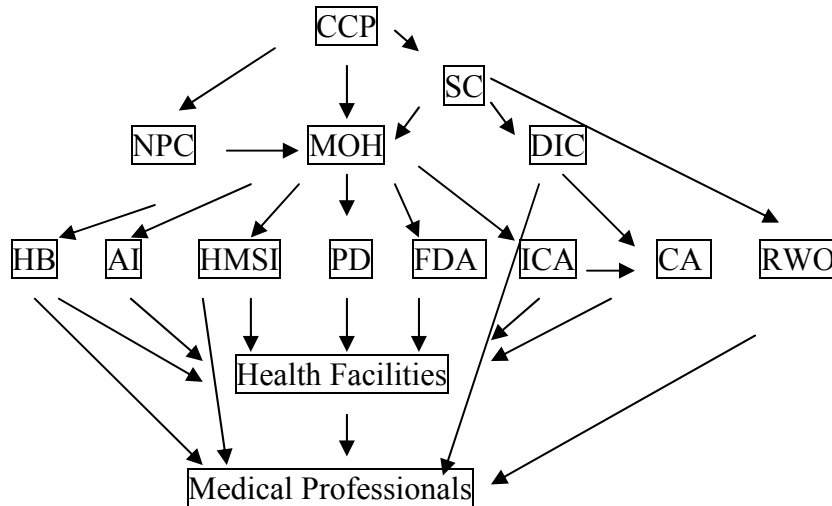 CCP
SC
NPC
MOH
DIC
HB
AI
HMSI
PD
FDA
ICA
CA
RWO
Health Facilities
Medical Professionals